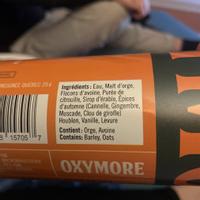 Ingrédients: Eau, Malt d'orge,
Flocons d'avoine, Purée de
citrouille, Sirop d'érable, Épices
d'automne (Cannelle, Gingembre,
Muscade, Clou de girofle)
Houblon, Vanille, Levure
Contient: Orge, Avoine
Contains: Barley, Oats
15705 7
OXYMORE